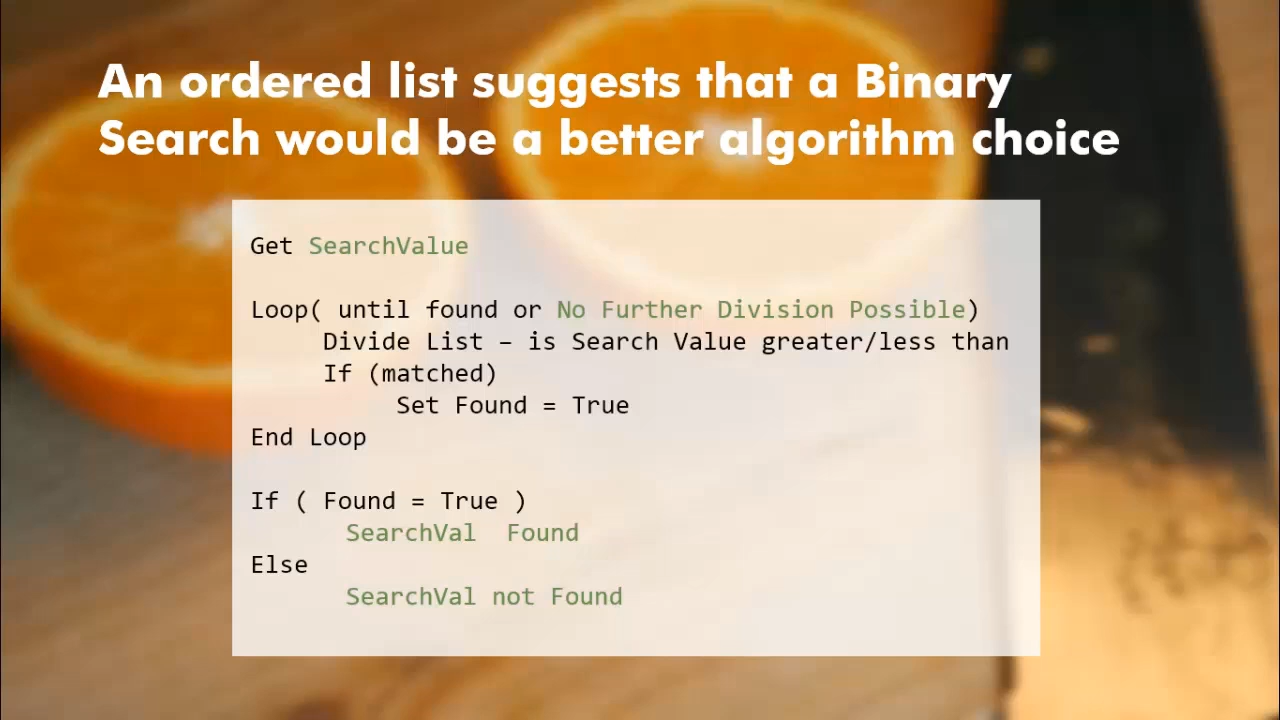 An ordered list suggests that a Binary
Search would be a better algorithm choice
Get SearchValue
Loop( until found or No Further Division Possible)
Divide List – is Search Value greater/less than
If (matched)
Set Found = True
End Loop
If ( Found = True )
SearchVal  Found
Else
SearchVal not Found